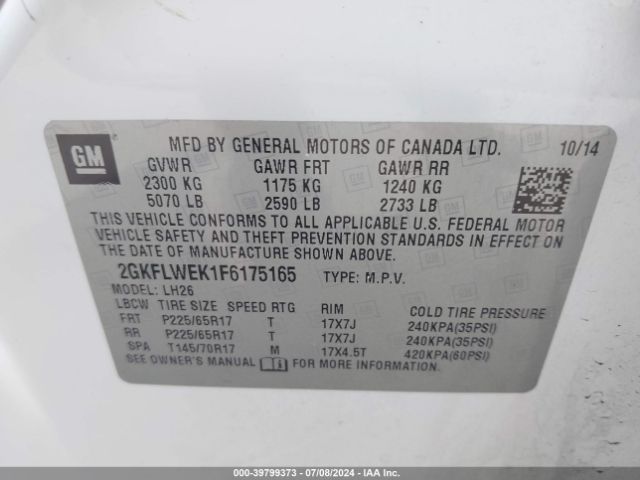 GM
MFD BY GENERAL MOTORS OF CANADA LTD. 10/14
GVWR GAWR FRT GAWR RR
2300 KG 1175 KG 1240 KG
5070 LB 2590 LB 2733 LB
THIS VEHICLE CONFORMS TO ALL APPLICABLE U.S. FEDERAL MOTOR
VEHICLE SAFETY AND THEFT PREVENTION STANDARDS IN EFFECT ON
THE DATE OF MANUFACTURE SHOWN ABOVE.
2GKFLWEK1F6175165 TYPE: M.P.V.
MODEL: LH26
LBCW TIRE SIZE SPEED RTG RIM COLD TIRE PRESSURE
FRT P225/65R17 T 17X7J 240KPA(35PSI)
RR P225/65R17 T 17X7J 240KPA(35PSI)
SPA T145/70R17 M 17X4.5T 420KPA(60PSI)
SEE OWNER'S MANUAL FOR MORE INFORMATION.
000-39799373 - 07/08/2024 - IAAI.com